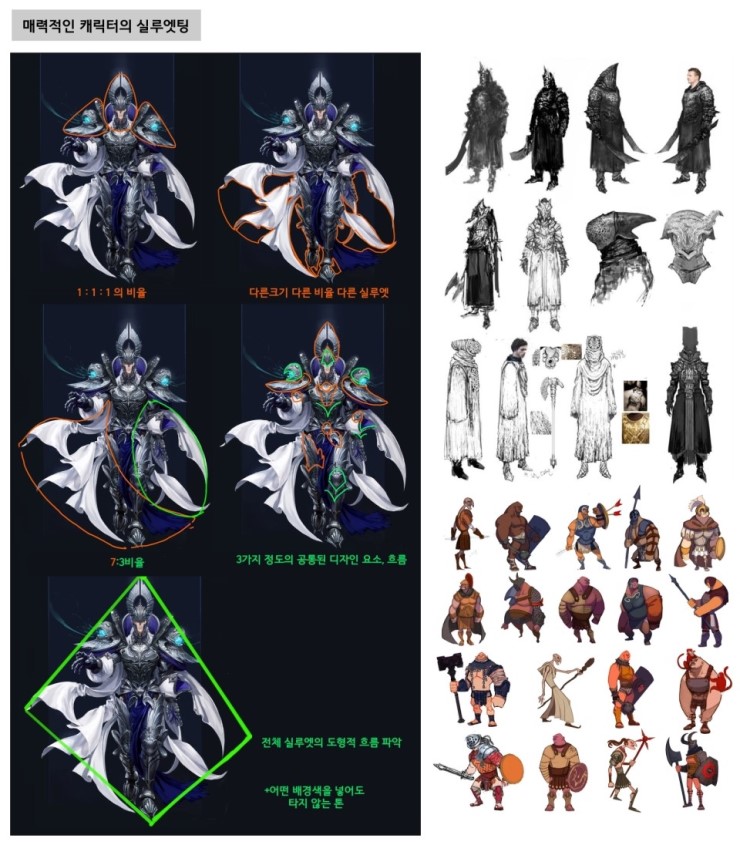 매력적인 캐릭터의 실루엣팅
1 : 1 : 1 의 비율
다른크기 다른 비율 다른 실루엣
7:3비율
3가지 정도의 공통된 디자인 요소, 흐름
전체 실루엣의 도형적 흐름 파악
+어떤 배경색을 넣어도
타지 않는 톤